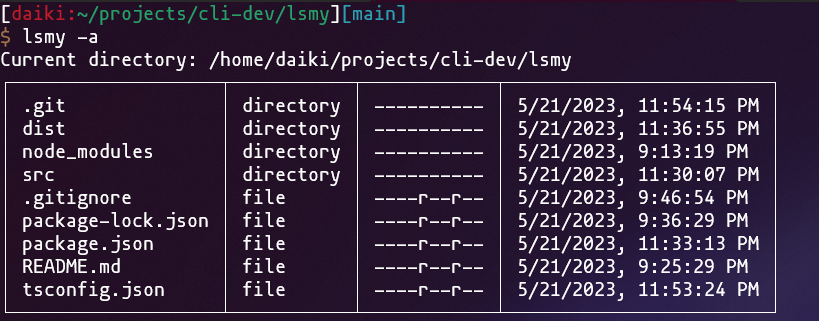 [daiki:~/projects/cli-dev/lsmy][main]
$ lsmy -a
Current directory: /home/daiki/projects/cli-dev/lsmy
.git directory ---------- 5/21/2023, 11:54:15 PM
dist directory ---------- 5/21/2023, 11:36:55 PM
node_modules directory ---------- 5/21/2023, 9:13:19 PM
src directory ---------- 5/21/2023, 11:30:07 PM
.gitignore file ----r--r-- 5/21/2023, 9:46:54 PM
package-lock.json file ----r--r-- 5/21/2023, 9:36:29 PM
package.json file ----r--r-- 5/21/2023, 11:33:13 PM
README.md file ----r--r-- 5/21/2023, 9:25:29 PM
tsconfig.json file ----r--r-- 5/21/2023, 11:53:24 PM